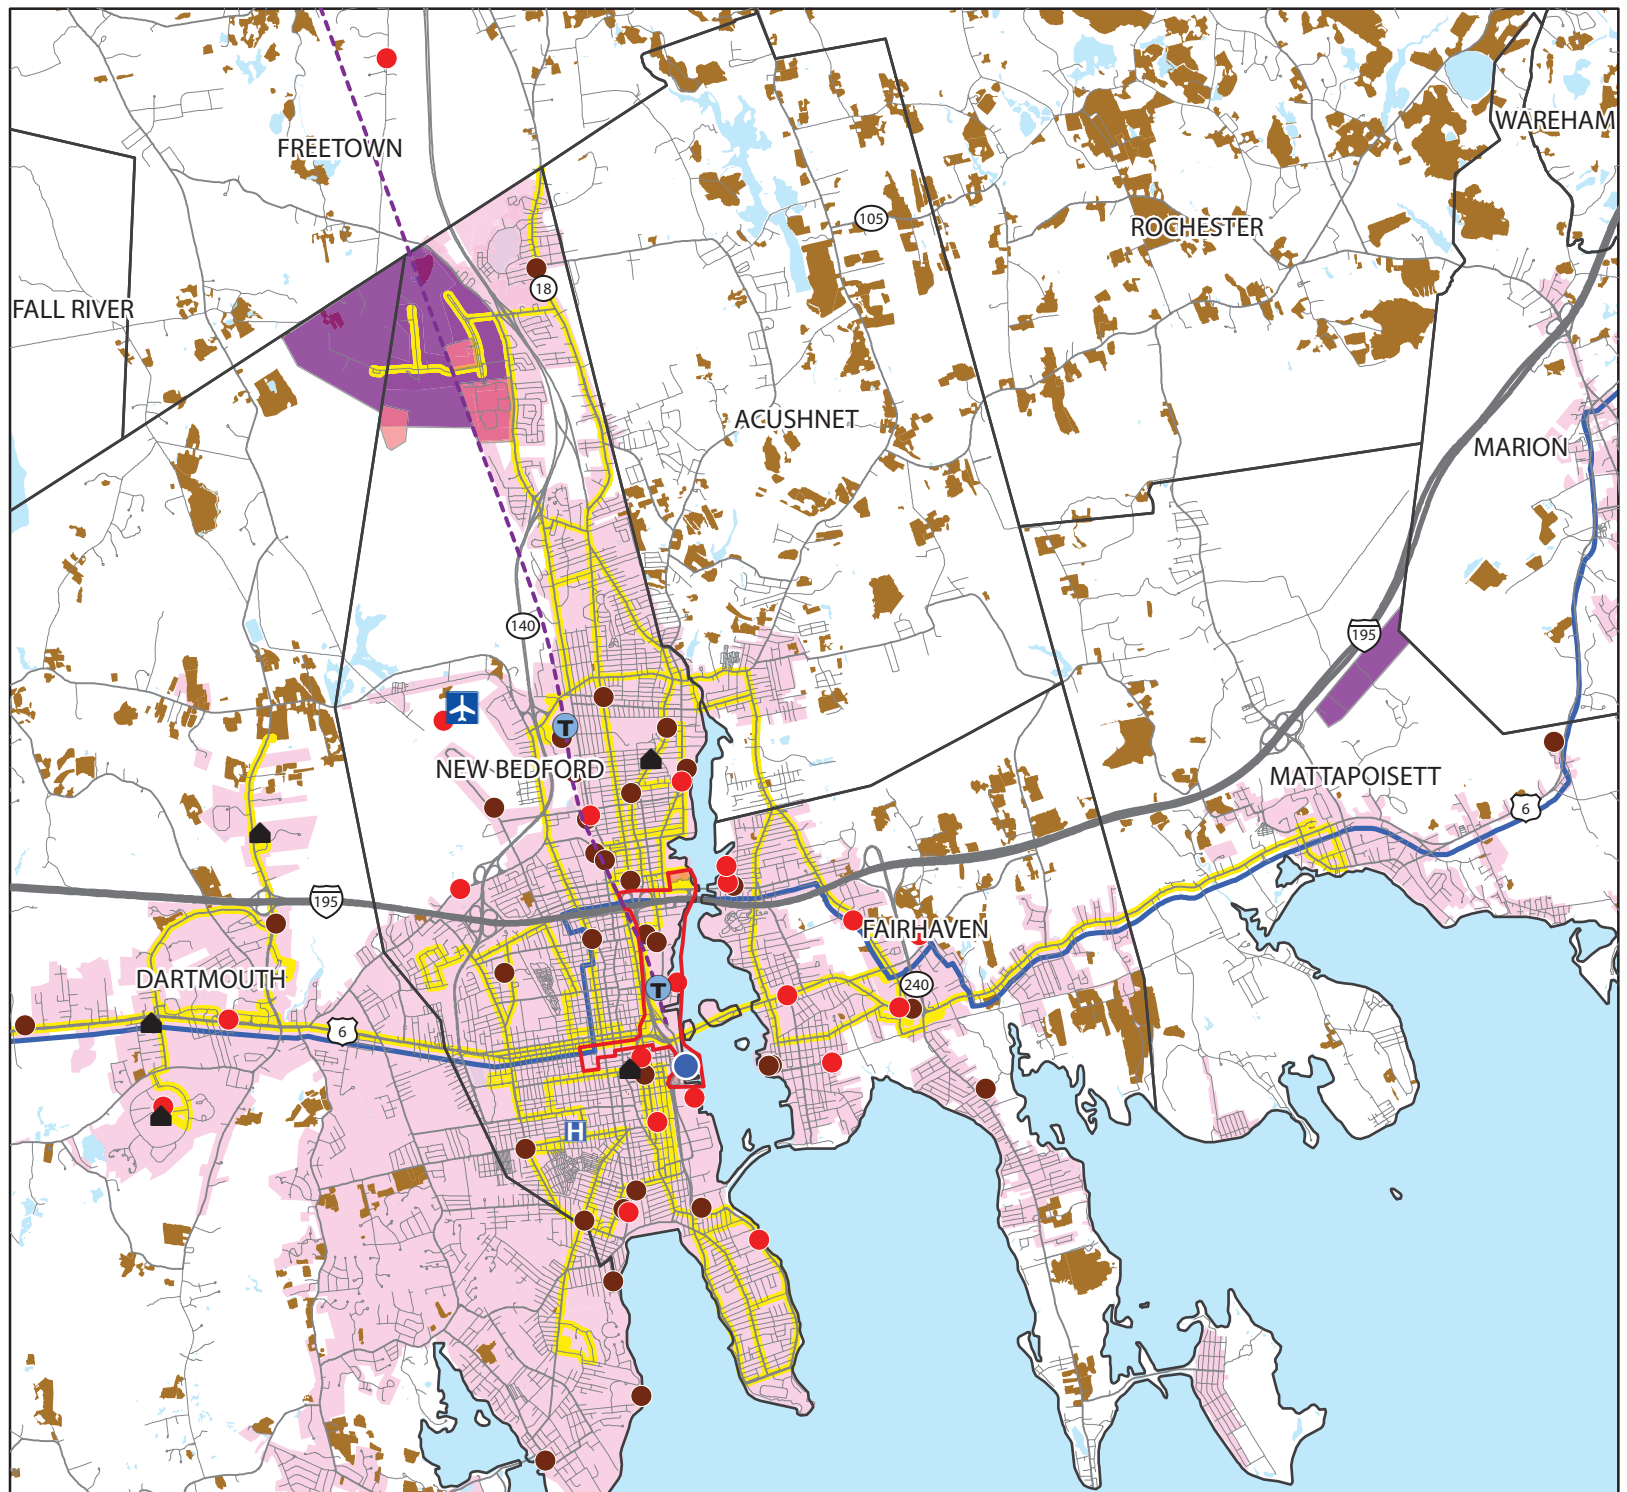 WAREHAM
FREETOWN
105
ROCHESTER
18
FALL RIVER
ACUSHNET
MARION
140
195
T
NEW BEDFORD
MATTAPOISETT
6
195
FAIRHAVEN
DARTMOUTH
240
T
6
H